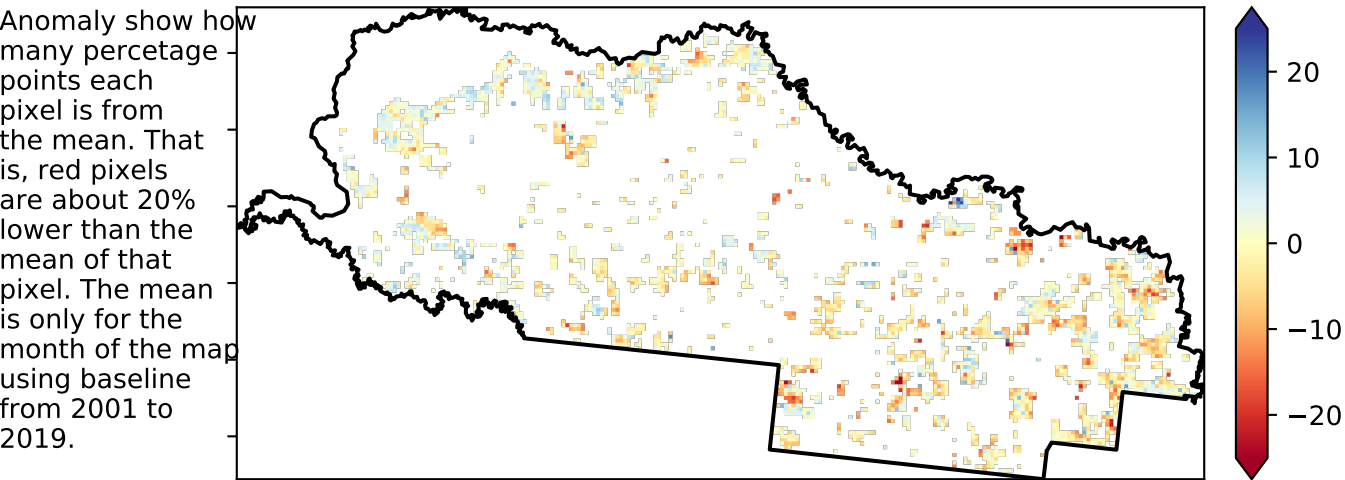 Anomaly show how
many percetage
points each
pixel is from
the mean. That
is, red pixels
are about 20%
lower than the
mean of that
pixel. The mean
is only for the
month of the map
using baseline
from 2001 to
2019.
20
10
0
−10
−20